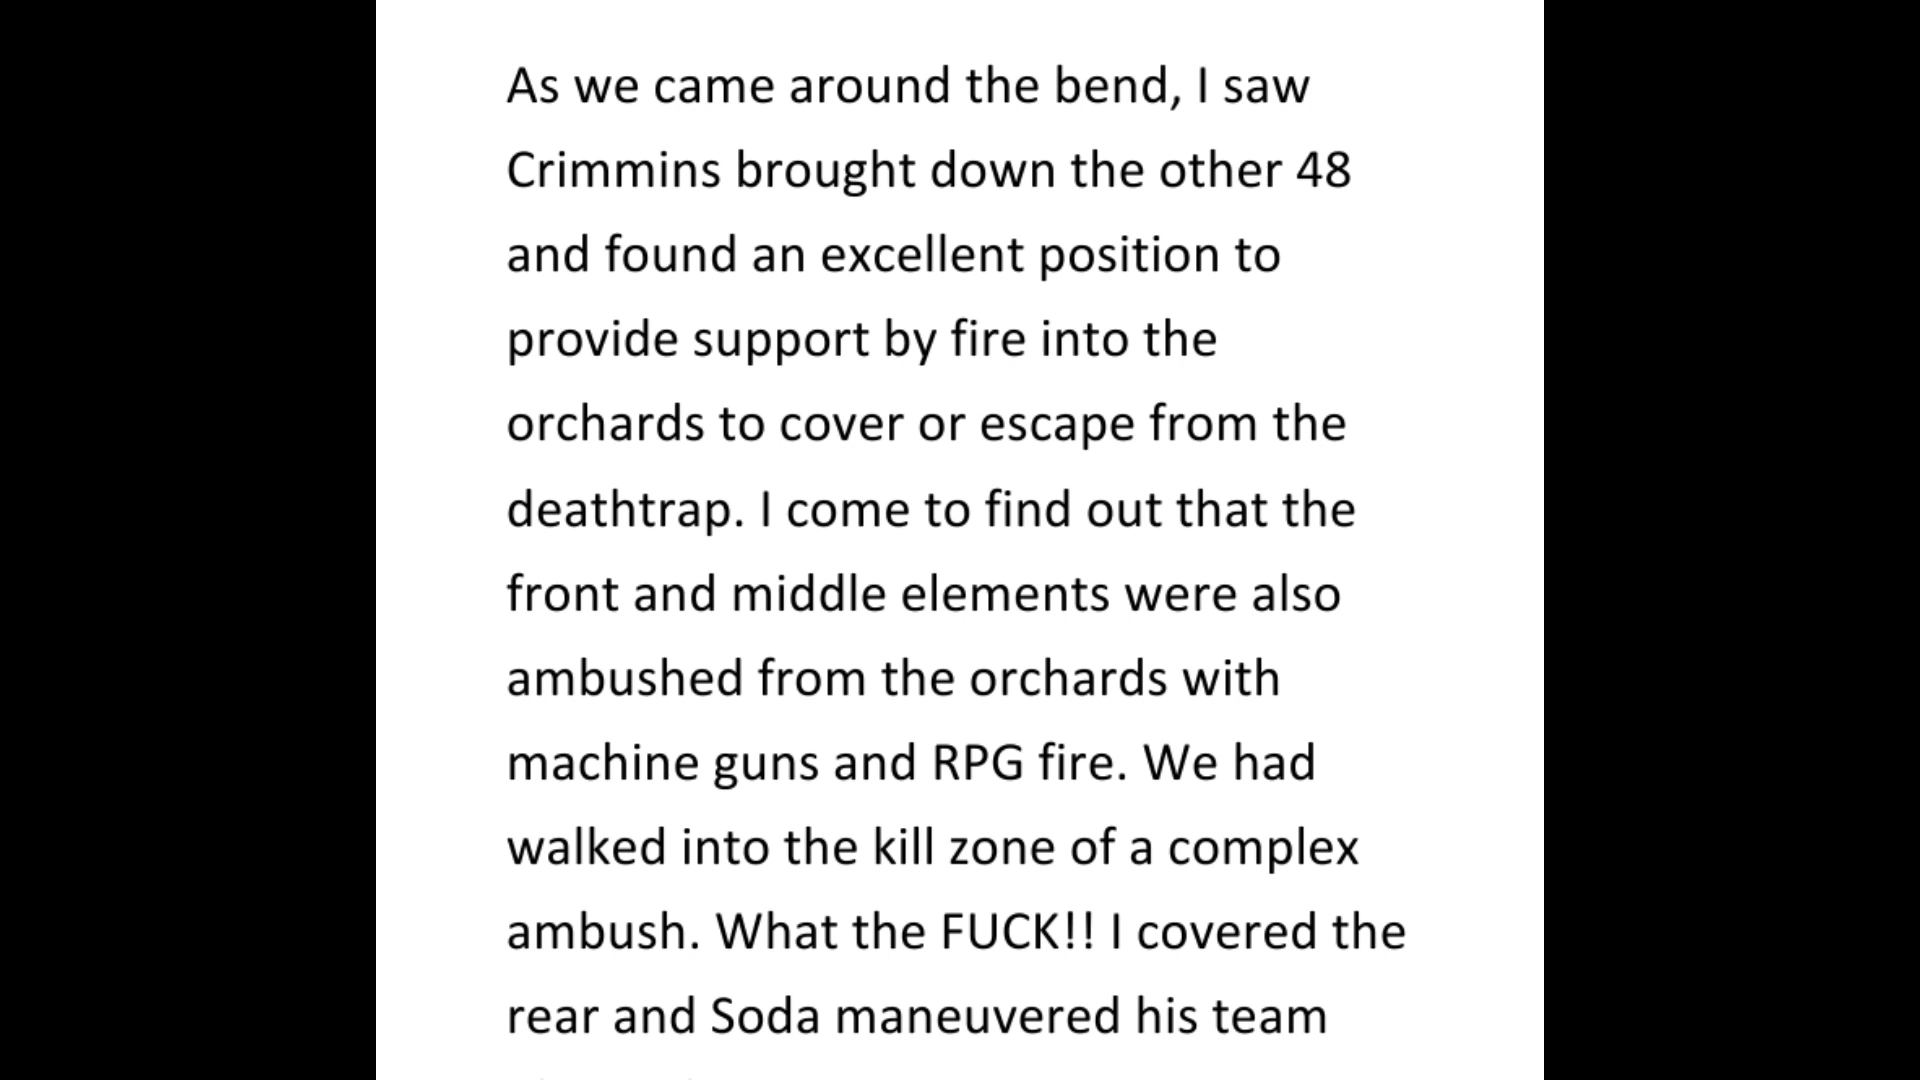 As we came around the bend, I saw
Crimmins brought down the other 48
and found an excellent position to
provide support by fire into the
orchards to cover or escape from the
deathtrap. I come to find out that the
front and middle elements were also
ambushed from the orchards with
machine guns and RPG fire. We had
walked into the kill zone of a complex
ambush. What the FUCK!! I covered the
rear and Soda maneuvered his team